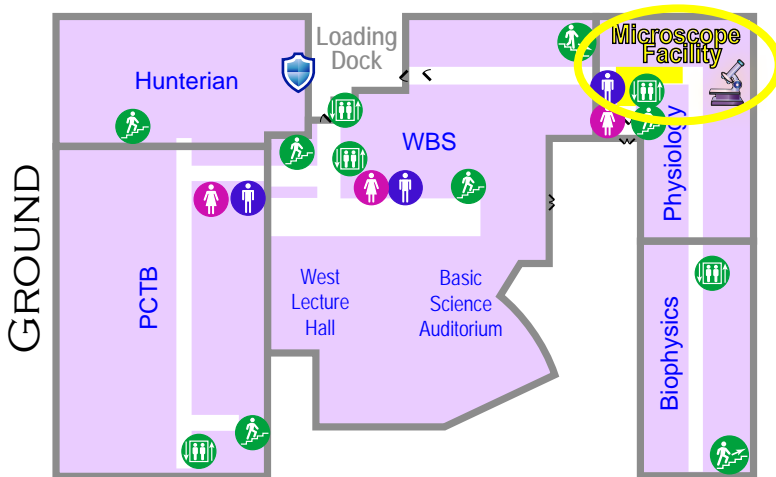 Loading
Dock
Microscope
Facility
Hunterian
WBS
Physiology
GROUND
PCTB
West
Lecture
Hall
Basic
Science
Auditorium
Biophysics